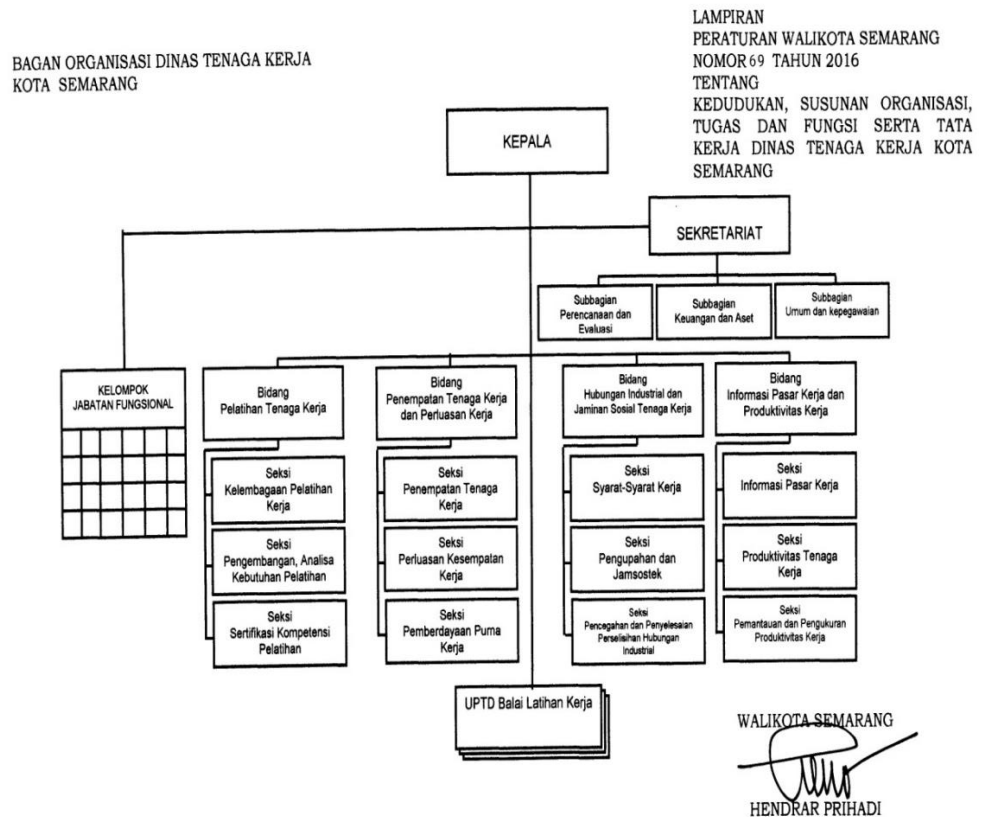 BAGAN ORGANISASI DINAS TENAGA KERJA
KOTA SEMARANG
LAMPIRAN
PERATURAN WALIKOTA SEMARANG
NOMOR 69 TAHUN 2016
TENTANG
KEDUDUKAN, SUSUNAN ORGANISASI,
TUGAS DAN FUNGSI SERTA TATA
KERJA DINAS TENAGA KERJA KOTA
SEMARANG
KEPALA
SEKRETARIAT
Subbagian
Perencanaan dan
Evaluasi
Subbagian
Keuangan dan Aset
Subbagian
Umum dan kepegawaian
KELOMPOK
JABATAN FUNGSIONAL
Bidang
Pelatihan Tenaga Kerja
Bidang
Penempatan Tenaga Kerja
dan Perluasan Kerja
Bidang
Hubungan Industrial dan
Jaminan Sosial Tenaga Kerja
Bidang
Informasi Pasar Kerja dan
Produktivitas Kerja
Seksi
Kelembagaan Pelatihan
Kerja
Seksi
Penempatan Tenaga
Kerja
Seksi
Syarat-Syarat Kerja
Seksi
Informasi Pasar Kerja
Seksi
Pengembangan, Analisa
Kebutuhan Pelatihan
Seksi
Perluasan Kesempatan
Kerja
Seksi
Pengupahan dan
Jamsostek
Seksi
Produktivitas Tenaga
Kerja
Seksi
Sertifikasi Kompetensi
Pelatihan
Seksi
Pemberdayaan Purna
Kerja
Seksi
Pencegahan dan Penyelesaian
Perselisihan Hubungan
Industrial
Seksi
Pemantauan dan Pengukuran
Produktivitas Kerja
UPTD Balai Latihan Kerja
WALIKOTA SEMARANG
HENDRAR PRIHADI